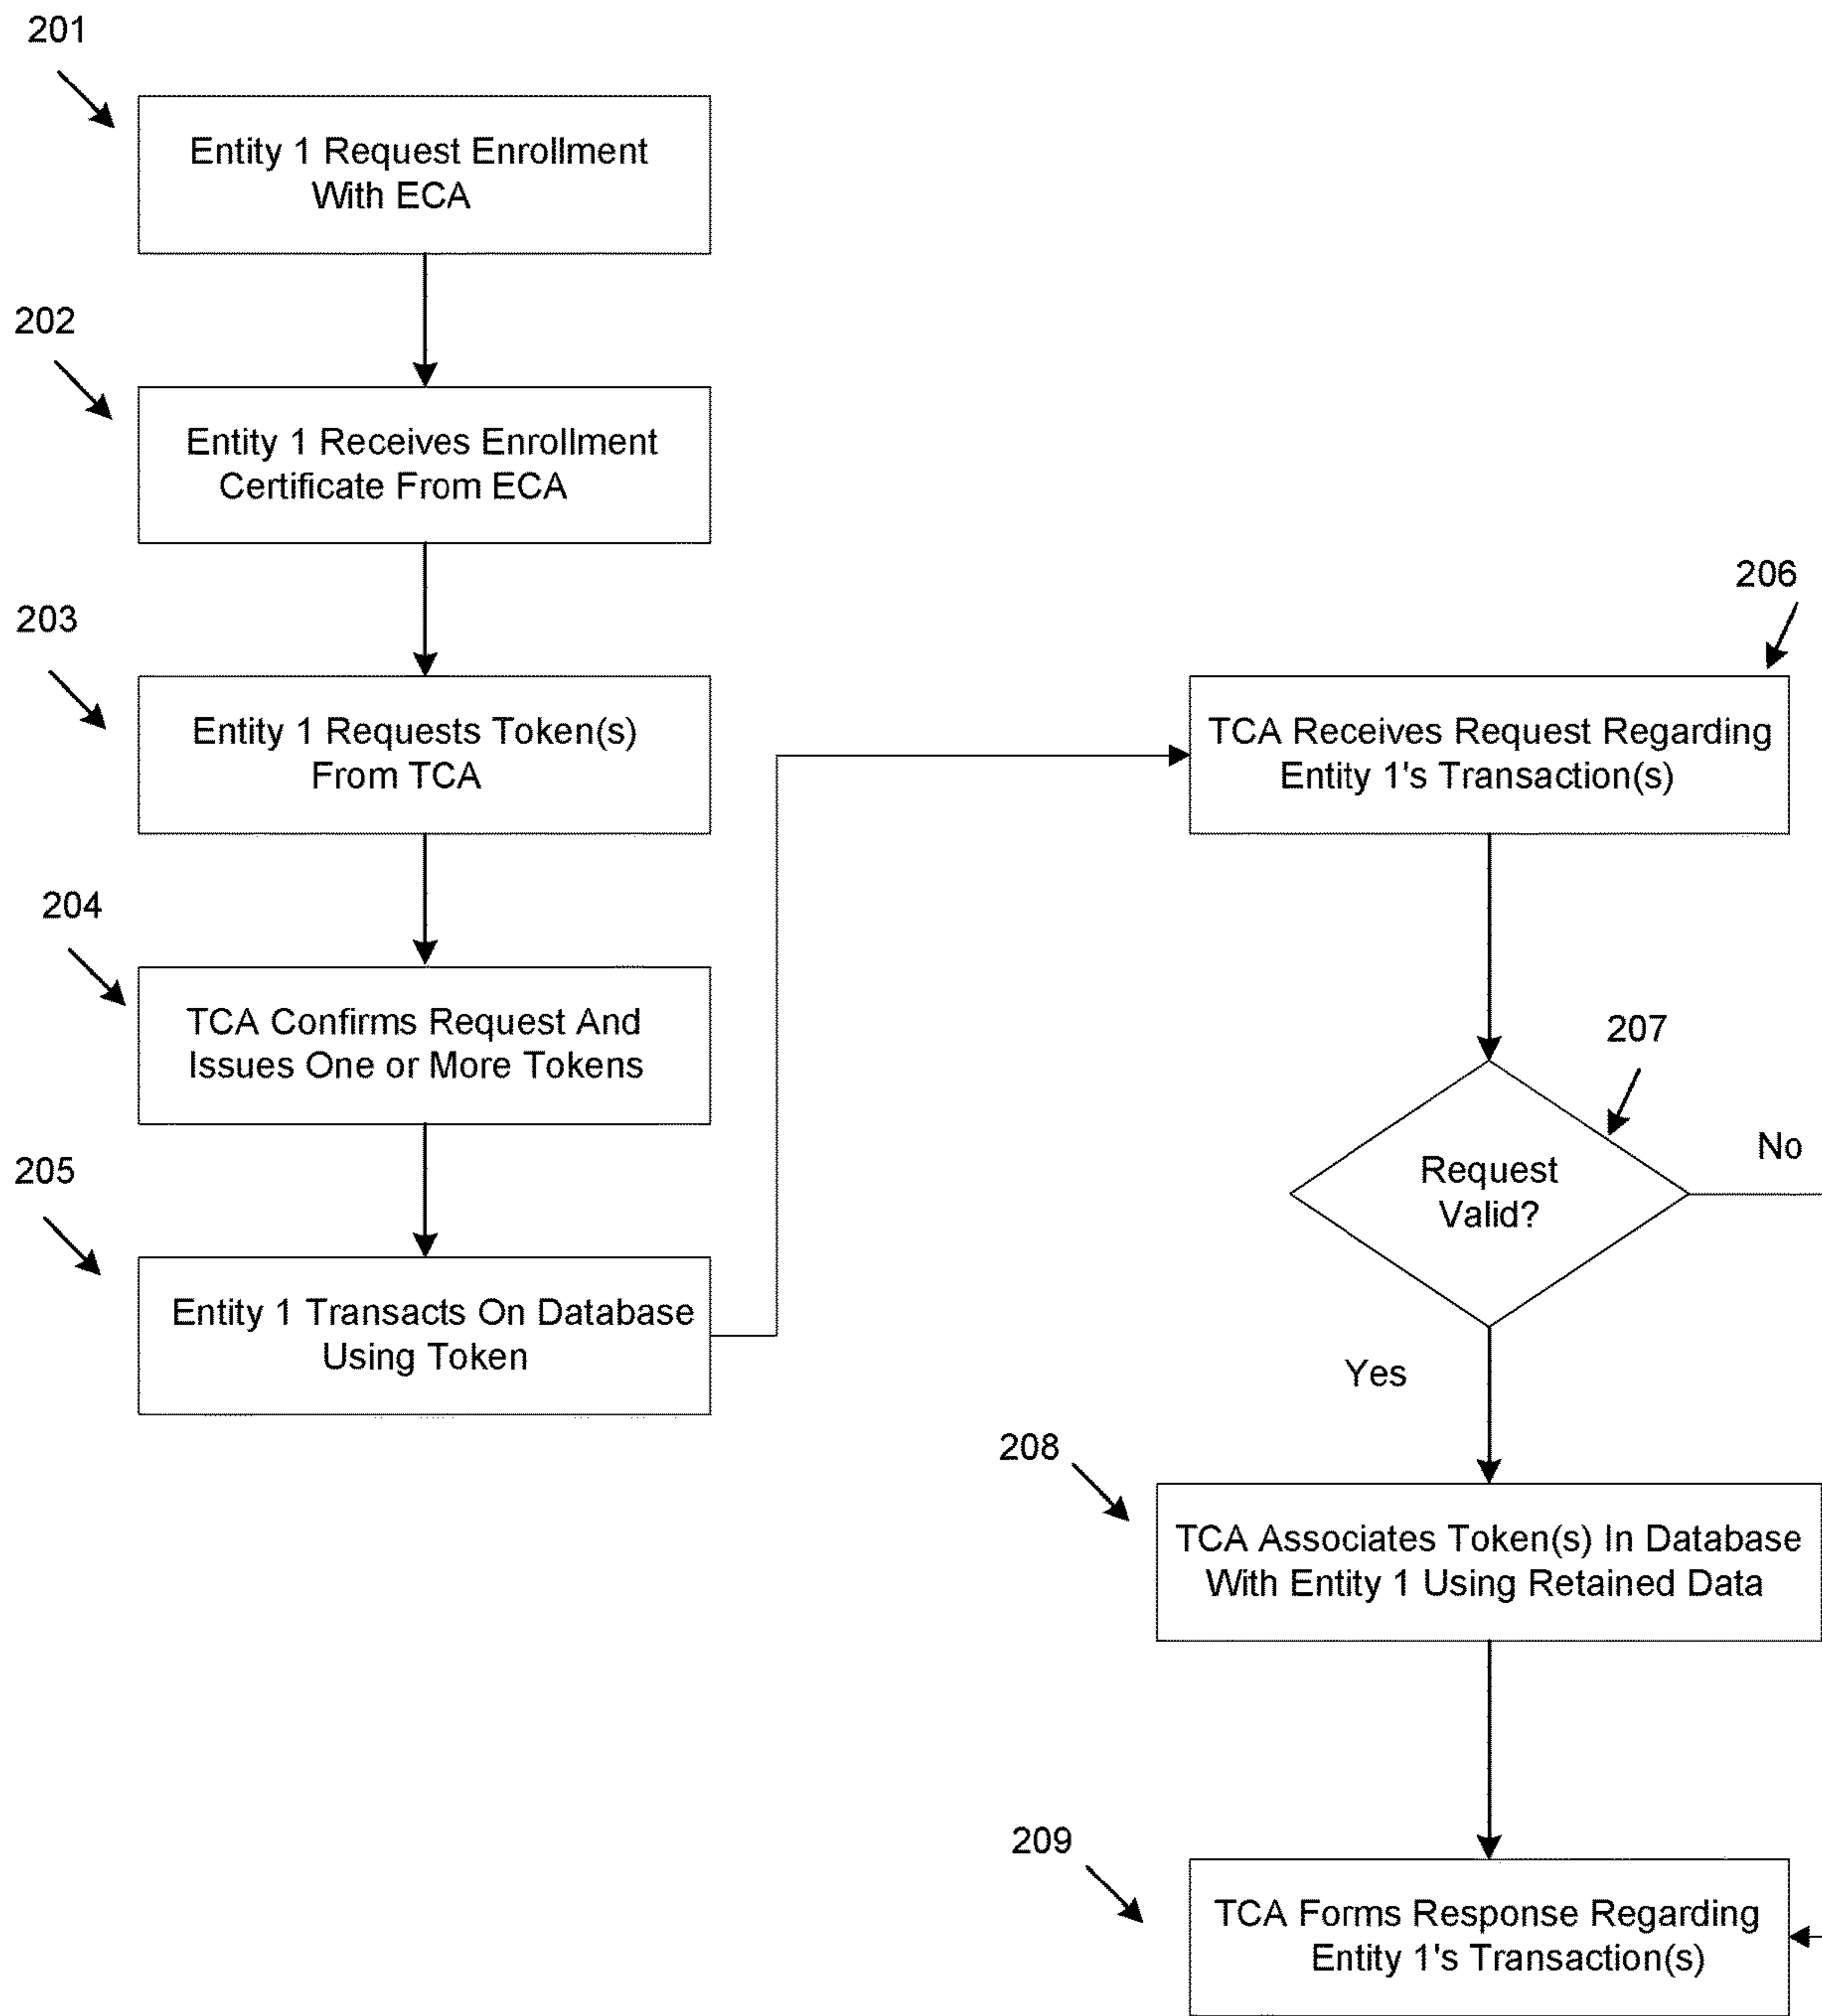 201
Entity 1 Request Enrollment
With ECA
202
Entity 1 Receives Enrollment
Certificate From ECA
203
Entity 1 Requests Token(s)
From TCA
204
TCA Confirms Request And
Issues One or More Tokens
205
Entity 1 Transacts On Database
Using Token
206
TCA Receives Request Regarding
Entity 1's Transaction(s)
207
Request
Valid?
No
Yes
208
TCA Associates Token(s) In Database
With Entity 1 Using Retained Data
209
TCA Forms Response Regarding
Entity 1's Transaction(s)